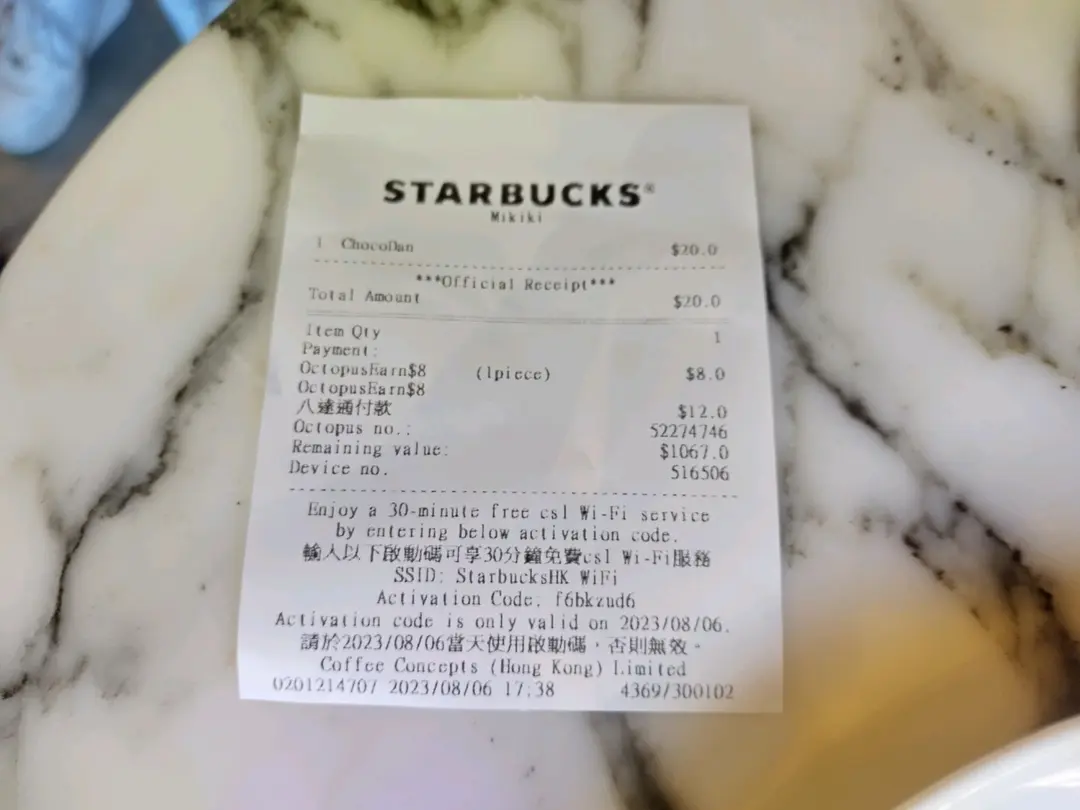 STARBUCKS®
Mikiki
1 ChocoDan $20.0
***Official Receipt***
Total Amount $20.0
Item Qty 1
Payment:
OctopusEarn$8 (1piece) $8.0
OctopusEarn$8
八達通付款 $12.0
Octopus no.: 52274746
Remaining value: $1067.0
Device no. 516506
Enjoy a 30-minute free csl Wi-Fi service
by entering below activation code.
輸入以下啟動碼可享30分鐘免費csl Wi-Fi服務
SSID: StarbucksHK WiFi
Activation Code: f6bkzud6
Activation code is only valid on 2023/08/06.
請於2023/08/06當天使用啟動碼，否則無效。
Coffee Concepts (Hong Kong) Limited
0201214707 2023/08/06 17:38 4369/300102